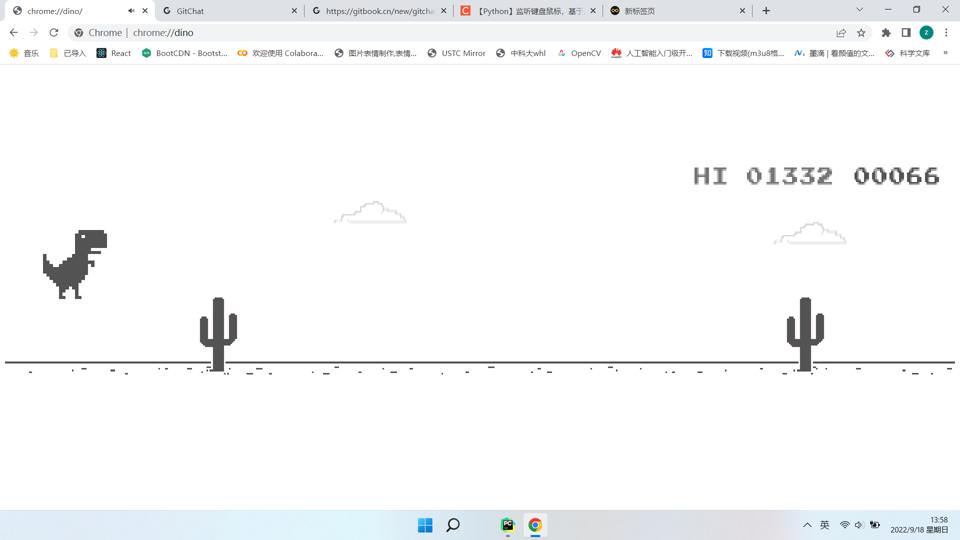 chrome://dino/ GitChat https://gitbook.cn/new/gitcha 【Python】监听键盘鼠标，基于 新标签页
Chrome | chrome://dino z
音乐 已导入 React BootCDN - Bootst... 欢迎使用 Colabora... 图片表情制作,表情... USTC Mirror 中科大whl OpenCV 人工智能入门极开... 下载视频(m3u8格... 墨滴 | 看颜值的文... 科学文库 »
HI 01332 00066
英 13:58
2022/9/18 星期日